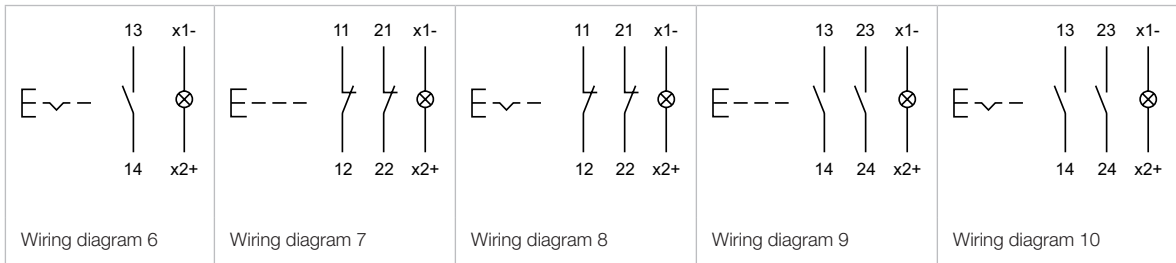 13 x1-
14 x2+
Wiring diagram 6
11 21 x1-
12 22 x2+
Wiring diagram 7
11 21 x1-
12 22 x2+
Wiring diagram 8
13 23 x1-
14 24 x2+
Wiring diagram 9
13 23 x1-
14 24 x2+
Wiring diagram 10